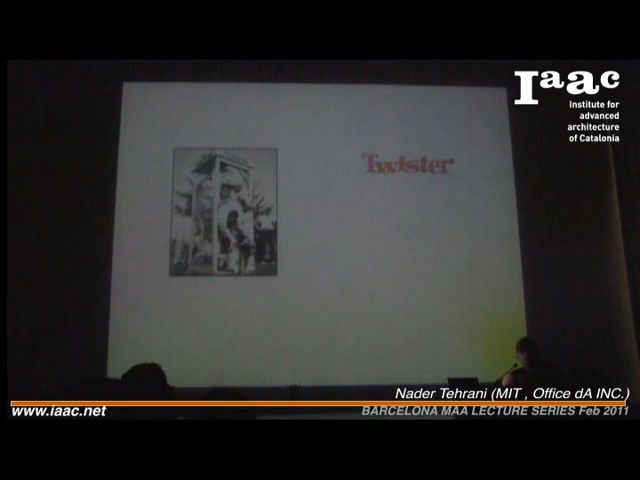 Iaac
Institute for
advanced
architecture
of Catalonia
Twister
Nader Tehrani (MIT , Office dA INC.)
www.iaac.net
BARCELONA MAA LECTURE SERIES Feb 2011